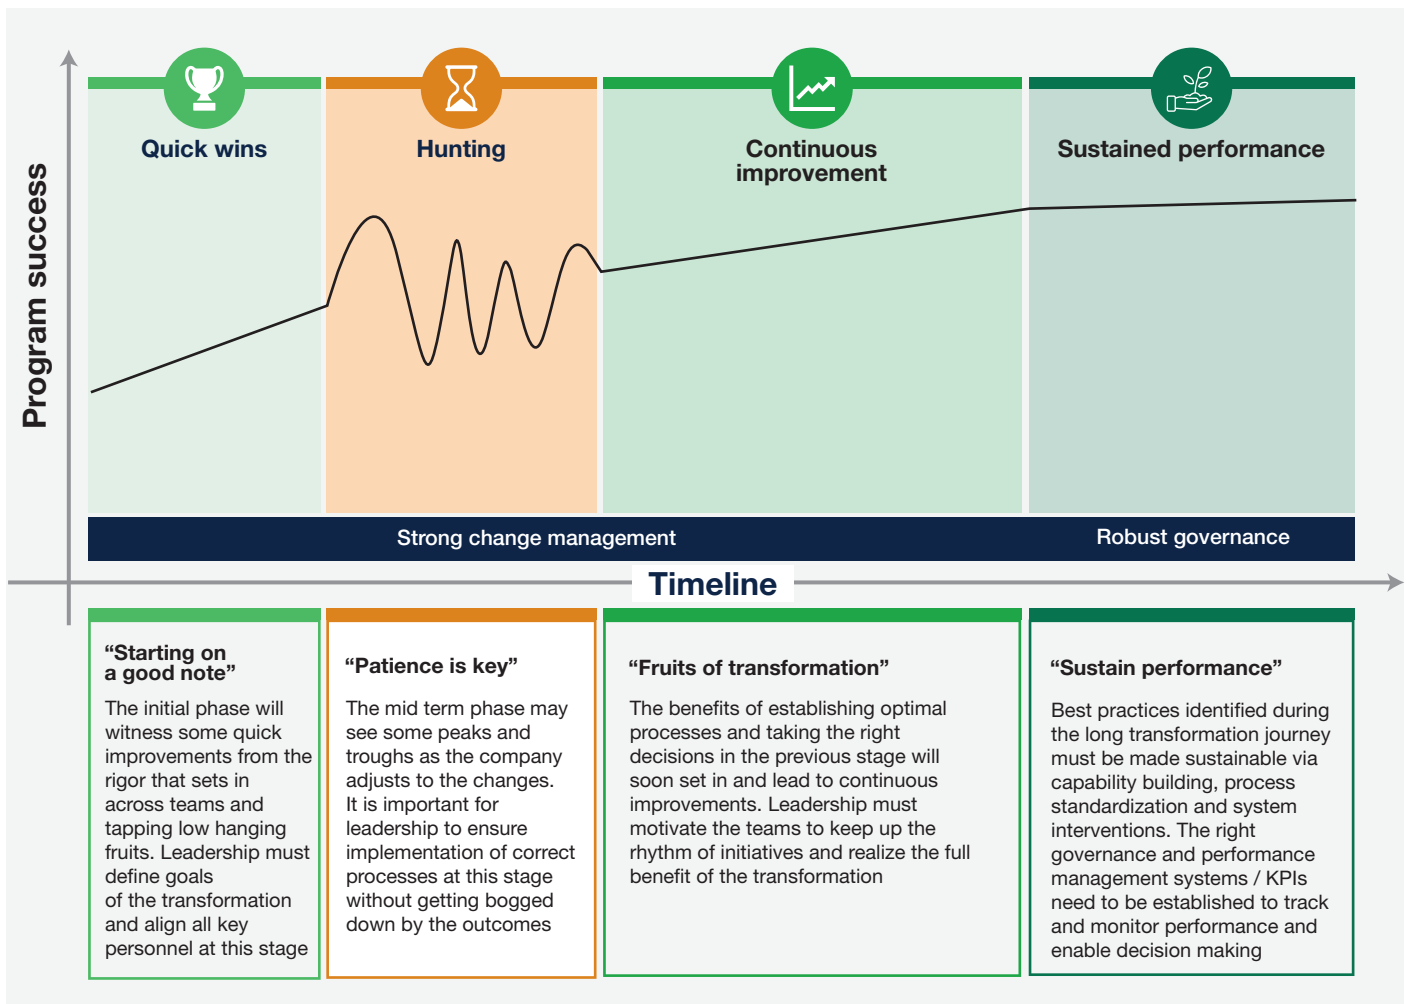 Program success
Quick wins
Hunting
Continuous
improvement
Sustained performance
Strong change management
Robust governance
Timeline
“Starting on
a good note”
The initial phase will
witness some quick
improvements from the
rigor that sets in
across teams and
tapping low hanging
fruits. Leadership must
define goals
of the transformation
and align all key
personnel at this stage
“Patience is key”
The mid term phase may
see some peaks and
troughs as the company
adjusts to the changes.
It is important for
leadership to ensure
implementation of correct
processes at this stage
without getting bogged
down by the outcomes
“Fruits of transformation”
The benefits of establishing optimal
processes and taking the right
decisions in the previous stage will
soon set in and lead to continuous
improvements. Leadership must
motivate the teams to keep up the
rhythm of initiatives and realize the full
benefit of the transformation
“Sustain performance”
Best practices identified during
the long transformation journey
must be made sustainable via
capability building, process
standardization and system
interventions. The right
governance and performance
management systems / KPIs
need to be established to track
and monitor performance and
enable decision making